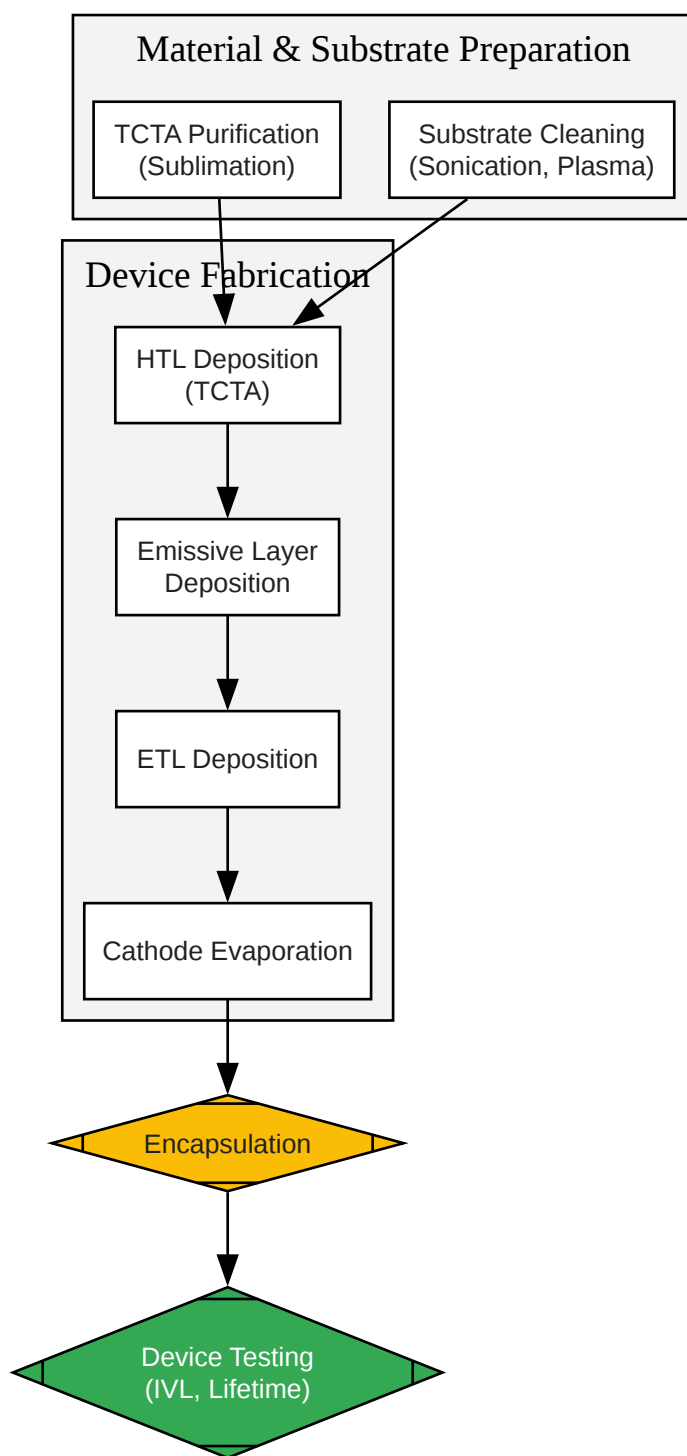 Material & Substrate Preparation
TCTA Purification
(Sublimation)
Substrate Cleaning
(Sonication, Plasma)
Device Fabrication
HTL Deposition
(TCTA)
Emissive Layer
Deposition
ETL Deposition
Cathode Evaporation
Encapsulation
Device Testing
(IVL, Lifetime)